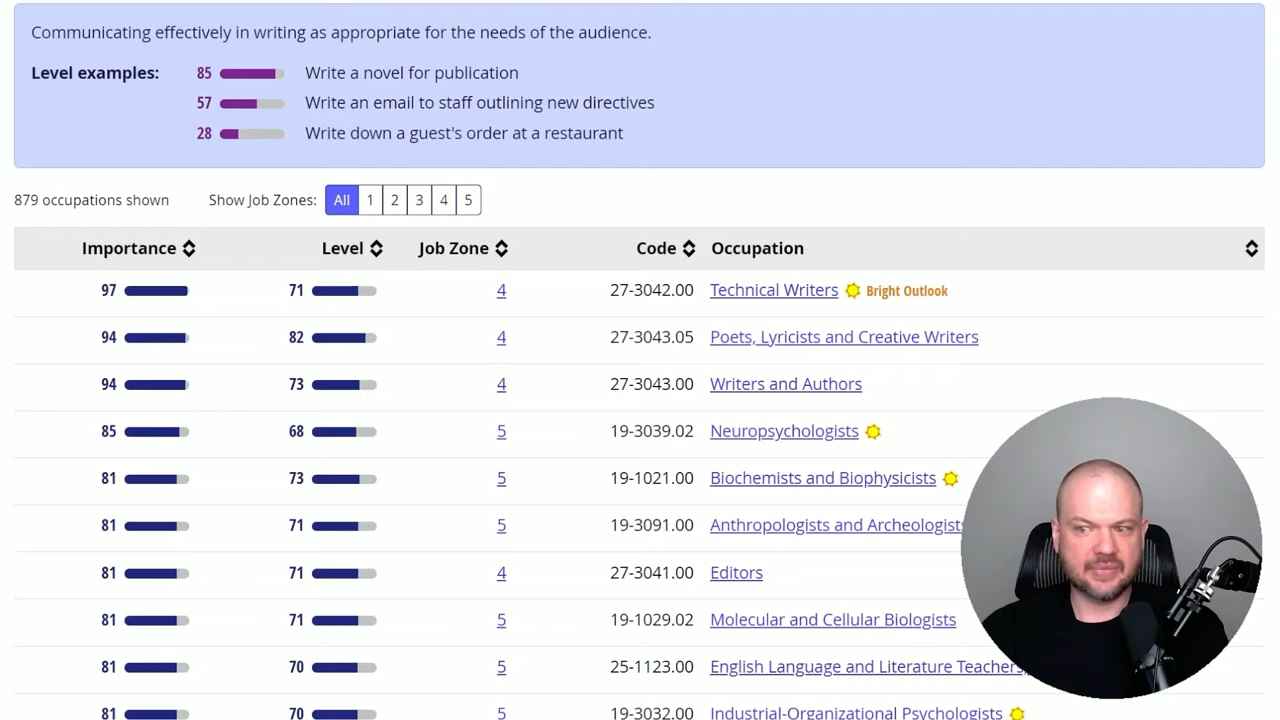 Communicating effectively in writing as appropriate for the needs of the audience.
Level examples: 85 Write a novel for publication
57 Write an email to staff outlining new directives
28 Write down a guest's order at a restaurant
879 occupations shown Show Job Zones: All 1 2 3 4 5
Importance Level Job Zone Code Occupation
97 71 4 27-3042.00 Technical Writers Bright Outlook
94 82 4 27-3043.05 Poets, Lyricists and Creative Writers
94 73 4 27-3043.00 Writers and Authors
85 68 5 19-3039.02 Neuropsychologists
81 73 5 19-1021.00 Biochemists and Biophysicists
81 71 5 19-3091.00 Anthropologists and Archeologists
81 71 4 27-3041.00 Editors
81 71 5 19-1029.02 Molecular and Cellular Biologists
81 70 5 25-1123.00 English Language and Literature Teachers,
81 70 5 19-3032.00 Industrial-Organizational Psychologists